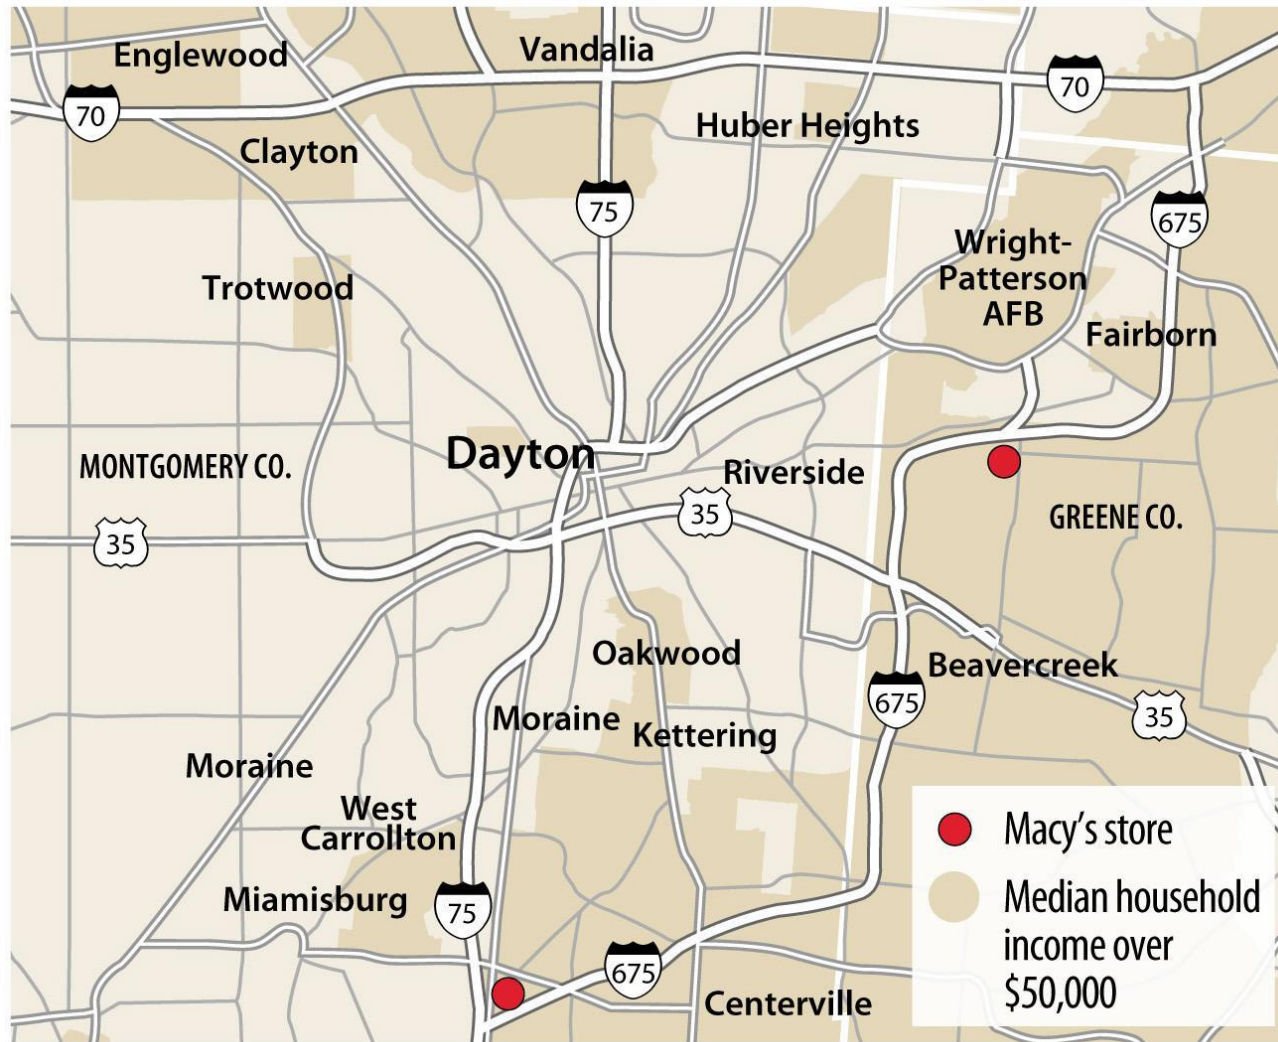 Englewood
Vandalia
70
70
Huber Heights
Clayton
75
675
Wright-
Patterson
AFB
Trotwood
Fairborn
Dayton
MONTGOMERY CO.
Riverside
35
GREENE CO.
35
Oakwood
Beavercreek
675
Moraine
Kettering
35
Moraine
West
Carrollton
Miamisburg
75
675
Centerville
Macy’s store
Median household
income over
$50,000